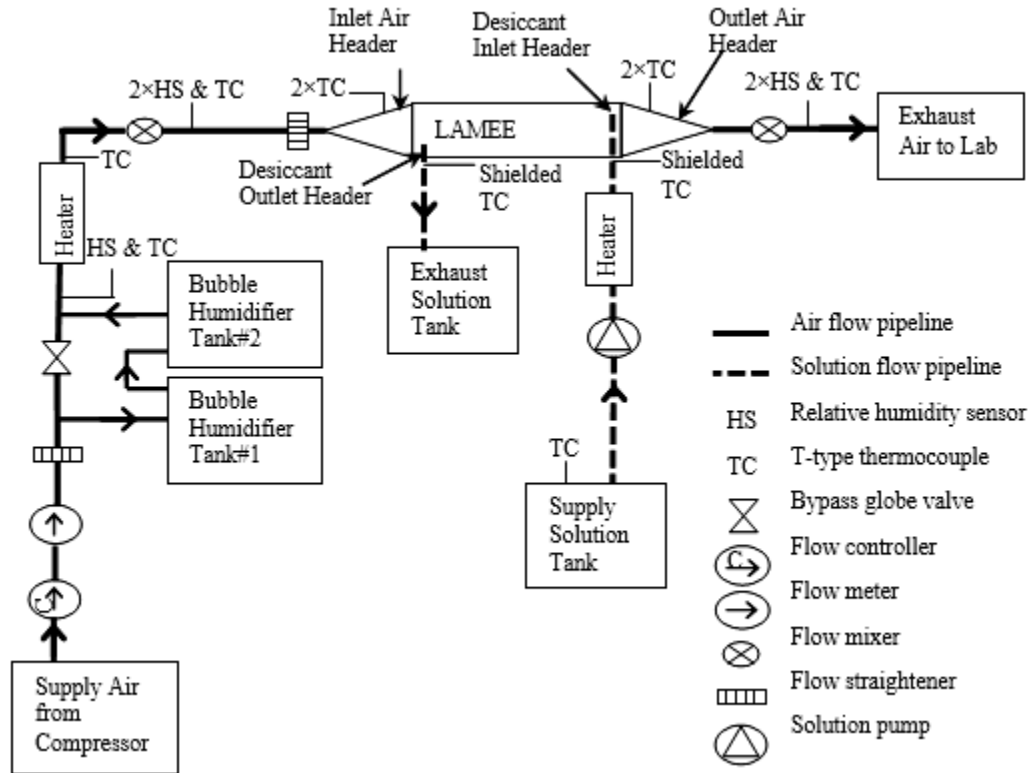 Inlet Air
Header
Desiccant
Inlet Header
Outlet Air
Header
2×HS & TC
2×TC
2×TC
2×HS & TC
LAMEE
Exhaust
Air to Lab
TC
Desiccant
Outlet Header
Shielded
TC
Shielded
TC
Heater
Heater
HS & TC
Bubble
Humidifier
Tank#2
Exhaust
Solution
Tank
Bubble
Humidifier
Tank#1
TC
Supply
Solution
Tank
C
Supply Air
from
Compressor
Air flow pipeline
Solution flow pipeline
HS Relative humidity sensor
TC T-type thermocouple
Bypass globe valve
C Flow controller
Flow meter
Flow mixer
Flow straightener
Solution pump